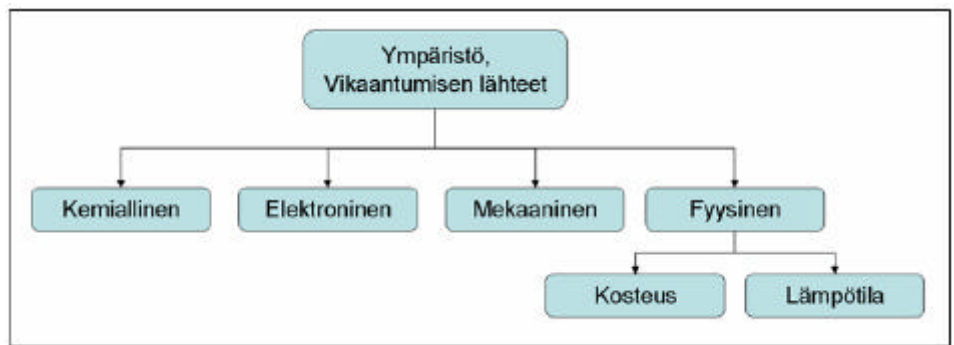 Ympäristö,
Vikaantumisen lähteet
Kemiallinen
Elektroninen
Mekaaninen
Fyysinen
Kosteus
Lämpötila